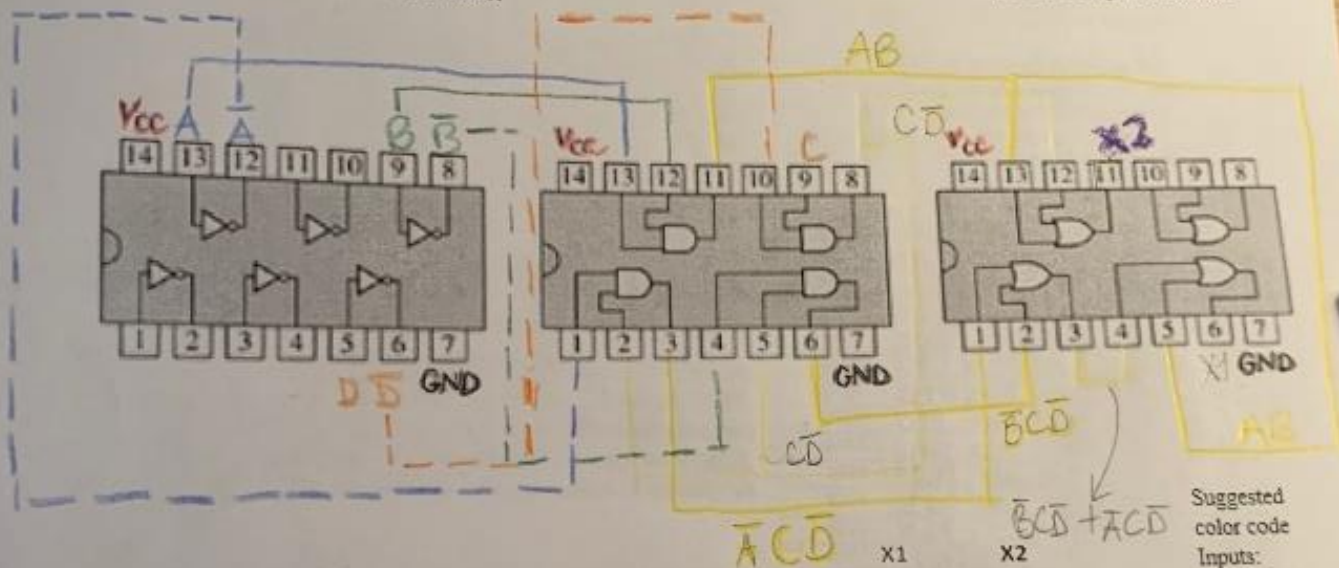 AB
CD̅
Vcc A A̅ B B̅
Vcc C
Vcc X2
14 13 12 11 10 9 8
14 13 12 11 10 9 8
14 13 12 11 10 9 8
1 2 3 4 5 6 7
1 2 3 4 5 6 7
1 2 3 4 5 6 7
D D̅ GND
GND
X1 GND
CD̅
B̅CD̅
AB
A̅CD̅
B̅CD̅ + A̅CD̅
X1 X2
Suggested
color code
Inputs: